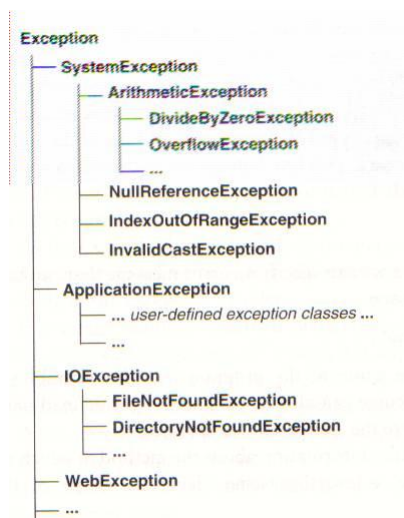 Exception
SystemException
ArithmeticException
DivideByZeroException
OverflowException
...
NullReferenceException
IndexOutOfRangeException
InvalidCastException
ApplicationException
... user-defined exception classes ...
...
IOException
FileNotFoundException
DirectoryNotFoundException
...
WebException
...